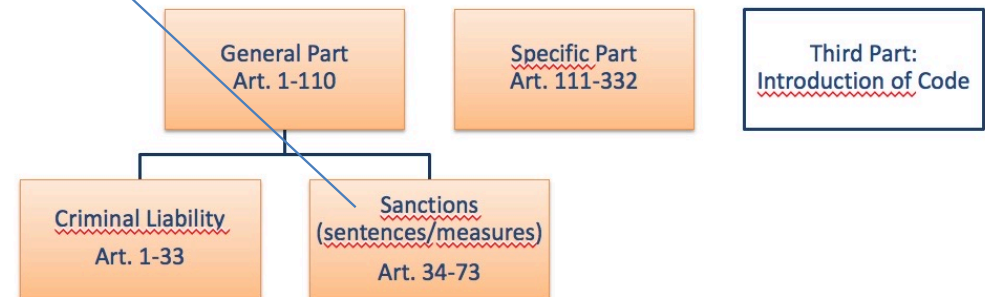 General Part
Art. 1-110
Specific Part
Art. 111-332
Third Part:
Introduction of Code
Criminal Liability
Art. 1-33
Sanctions
(sentences/measures)
Art. 34-73